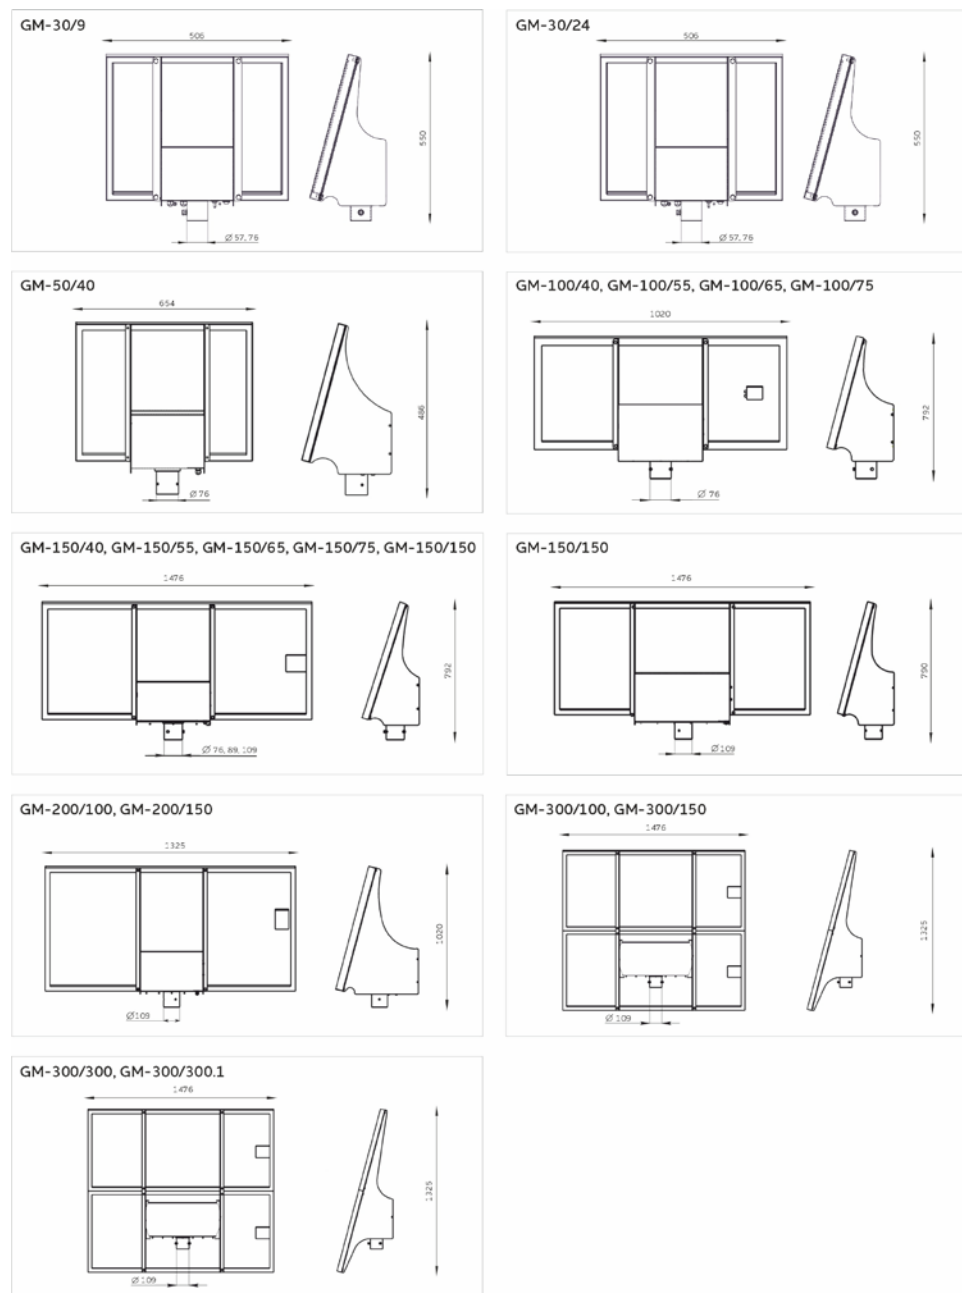 GM-30/9
506
550
Ø 57, 76
GM-30/24
506
550
Ø 57, 76
GM-50/40
654
486
Ø 76
GM-100/40, GM-100/55, GM-100/65, GM-100/75
1020
792
Ø 76
GM-150/40, GM-150/55, GM-150/65, GM-150/75, GM-150/150
1476
792
Ø 76, 89, 109
GM-150/150
1476
790
Ø 109
GM-200/100, GM-200/150
1325
1020
Ø109
GM-300/100, GM-300/150
1476
1325
Ø 109
GM-300/300, GM-300/300.1
1476
1325
Ø 109